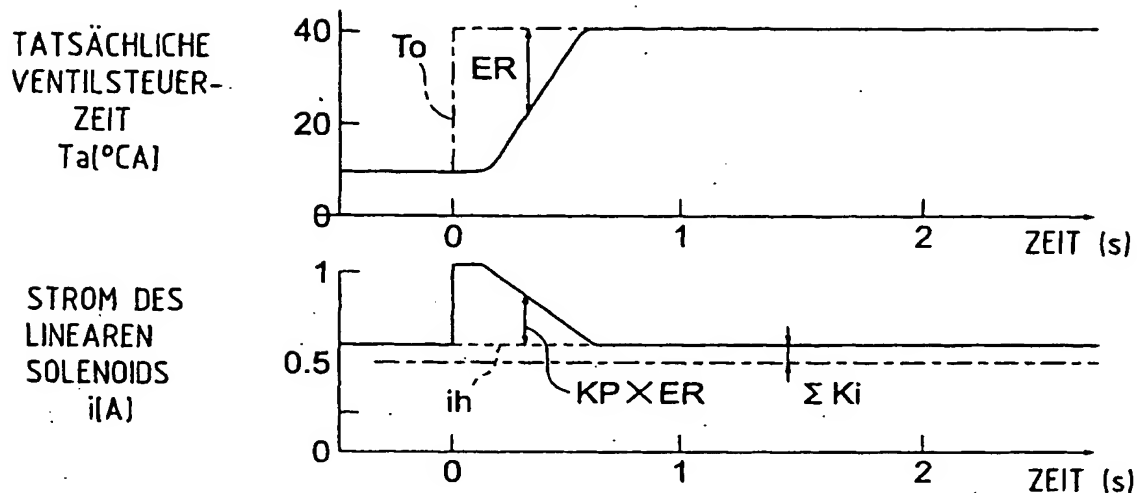 TATSÄCHLICHE
VENTILSTEUER-
ZEIT
Ta[°CA]
40
20
0
To
ER
0
1
2
ZEIT (s)
STROM DES
LINEAREN
SOLENOIDS
i[A]
1
0.5
0
ih
KP X ER
Σ Ki
0
1
2
ZEIT (s)